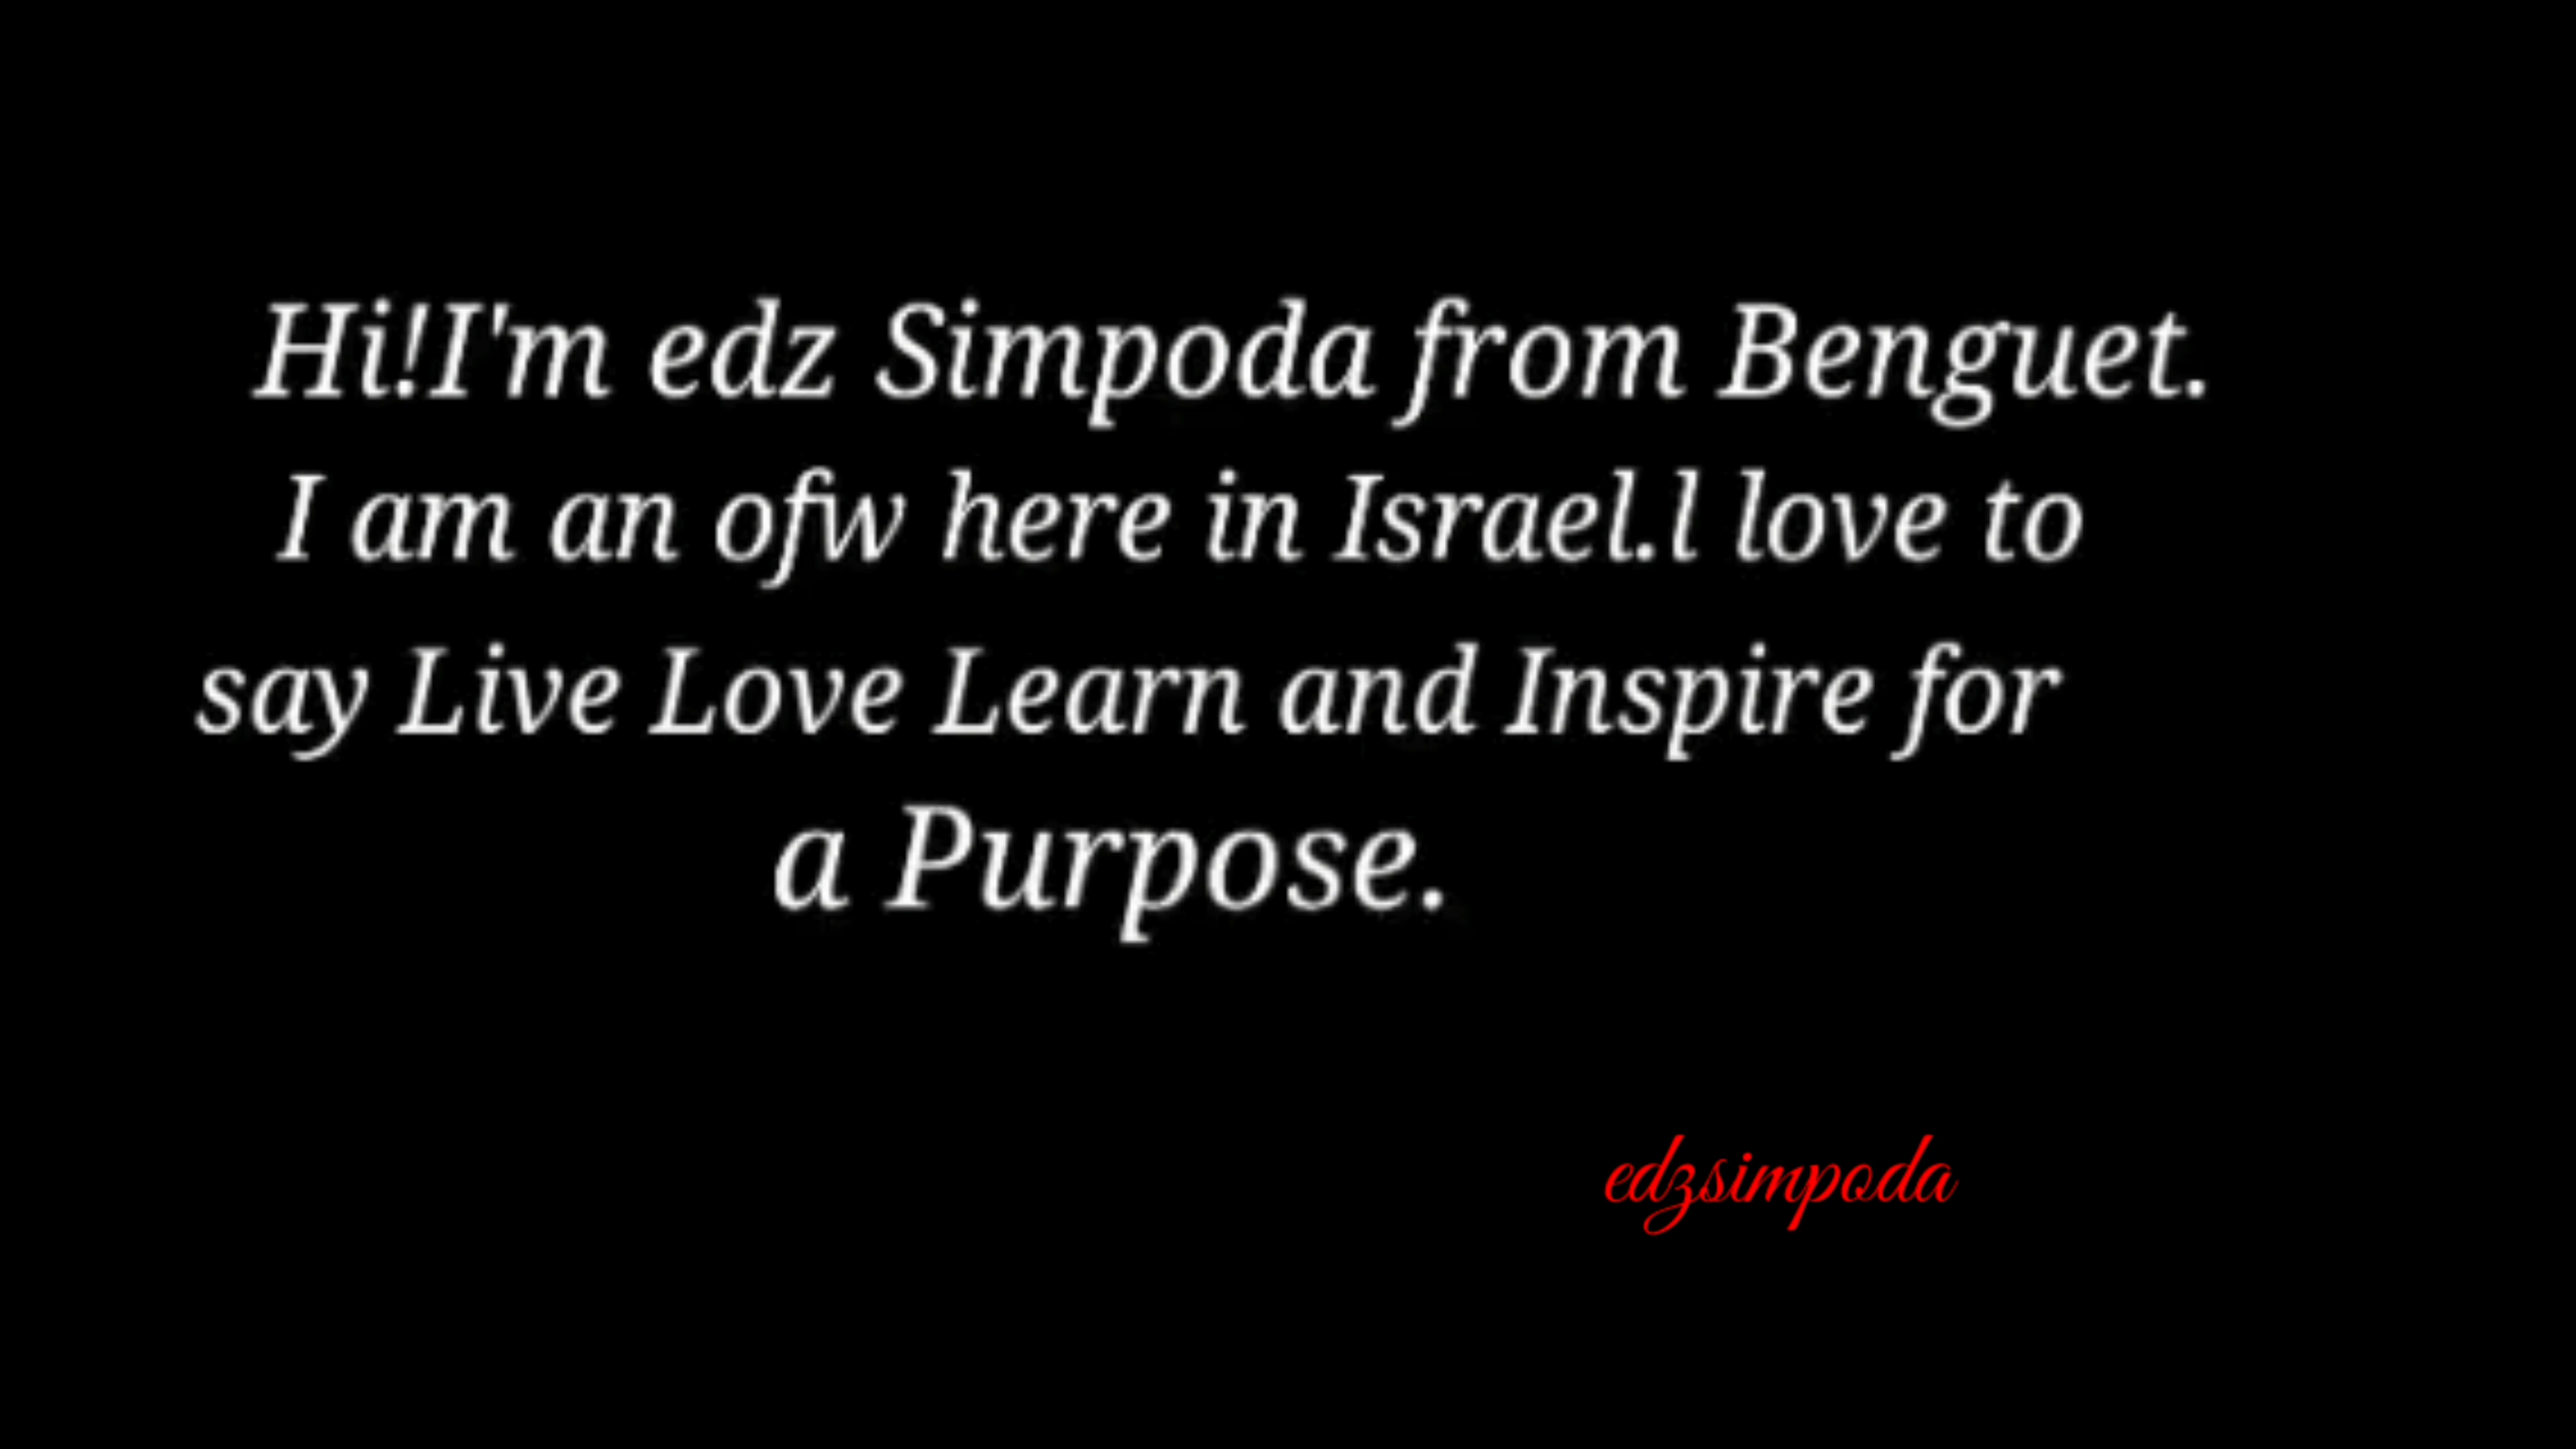 Hi!I'm edz Simpoda from Benguet.
I am an ofw here in Israel.l love to
say Live Love Learn and Inspire for
a Purpose.
edzsimpoda